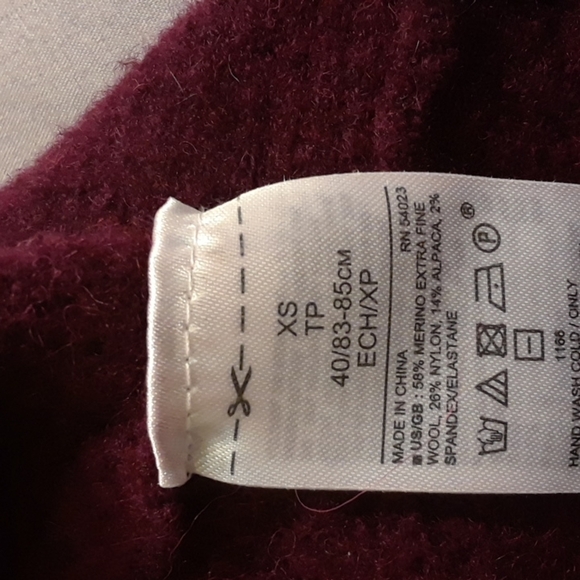 XS
TP
40/83-85CM
ECH/XP
MADE IN CHINA RN 54023
US/GB : 58% MERINO EXTRA FINE
WOOL, 26% NYLON, 14% ALPACA, 2%
SPANDEX/ELASTANE
P ®
1166
HAND WASH COLD / ONLY